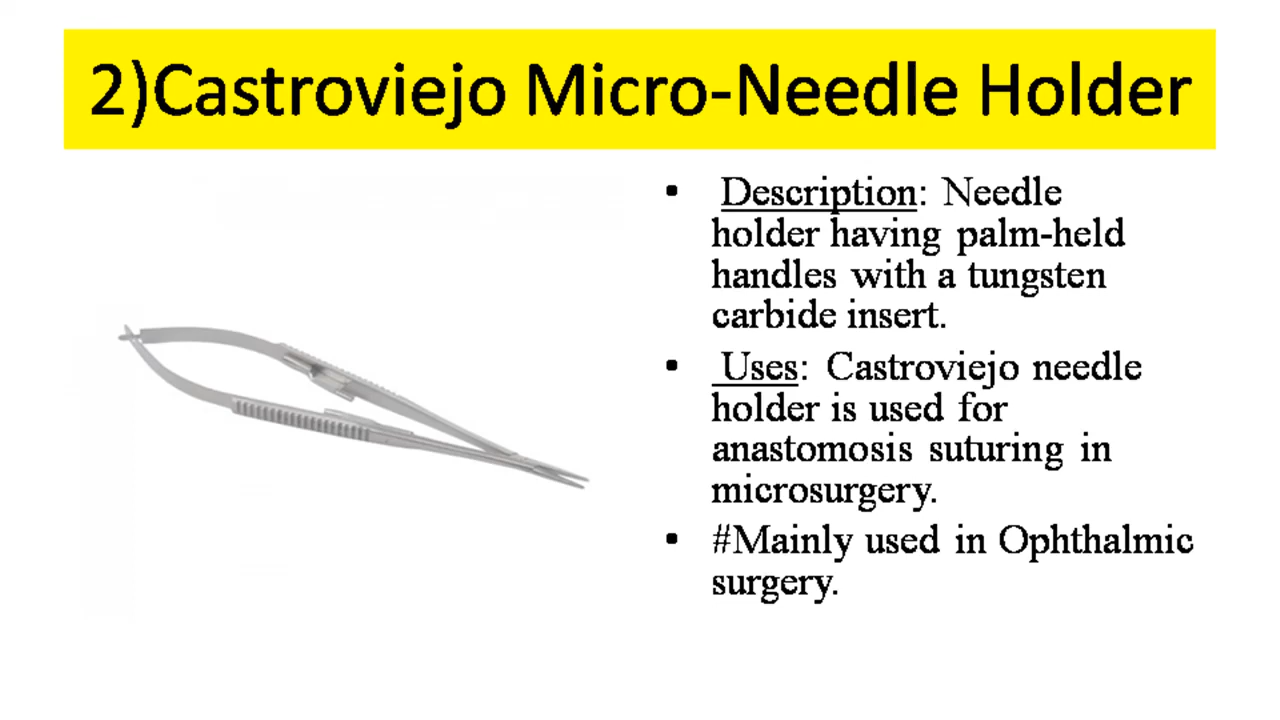 2)Castroviejo Micro-Needle Holder
• Description: Needle
holder having palm-held
handles with a tungsten
carbide insert.
• Uses: Castroviejo needle
holder is used for
anastomosis suturing in
microsurgery.
• #Mainly used in Ophthalmic
surgery.